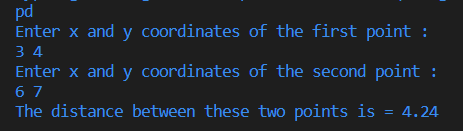 pd
Enter x and y coordinates of the first point :
3 4
Enter x and y coordinates of the second point :
6 7
The distance between these two points is = 4.24